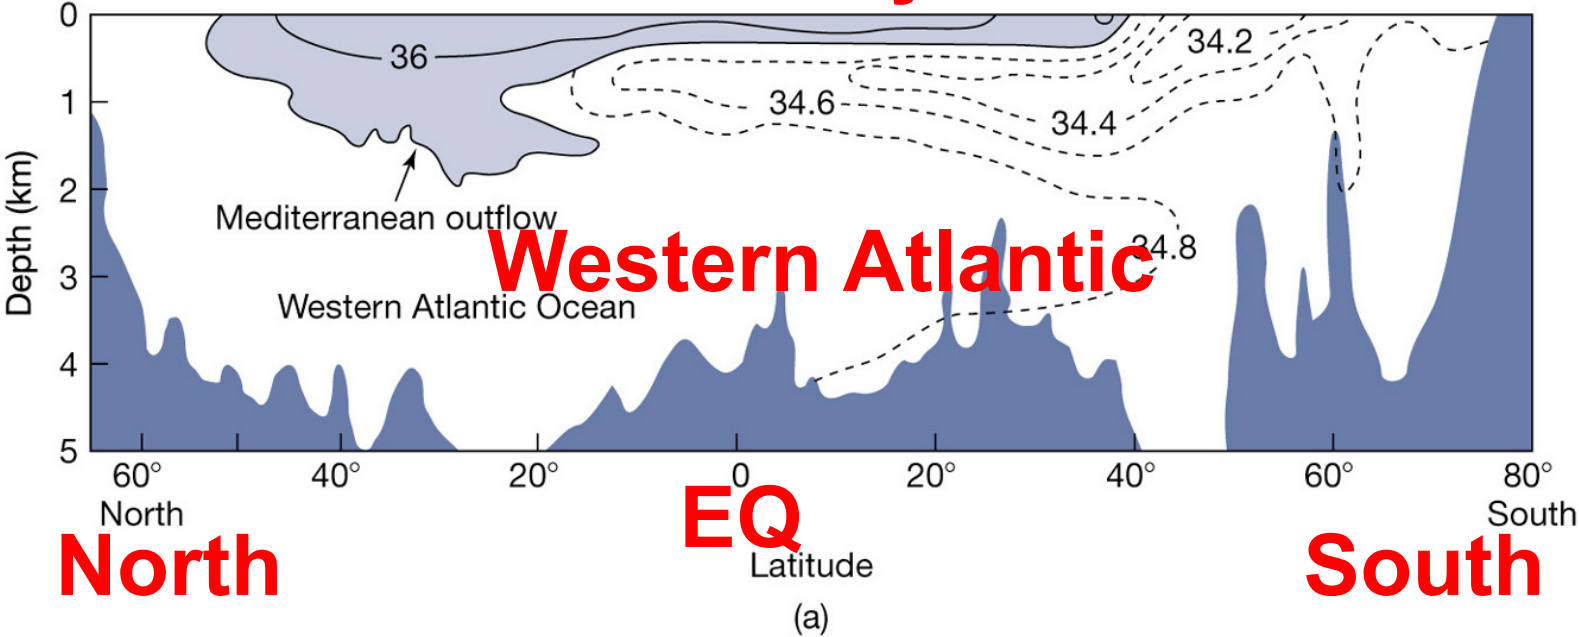 0
36
34.2
1
34.6
34.4
2
Mediterranean outflow
Western Atlantic
34.8
3
Western Atlantic Ocean
4
5
Depth (km)
60° 40° 20° 0 20° 40° 60° 80°
North South
EQ
North South
Latitude
(a)